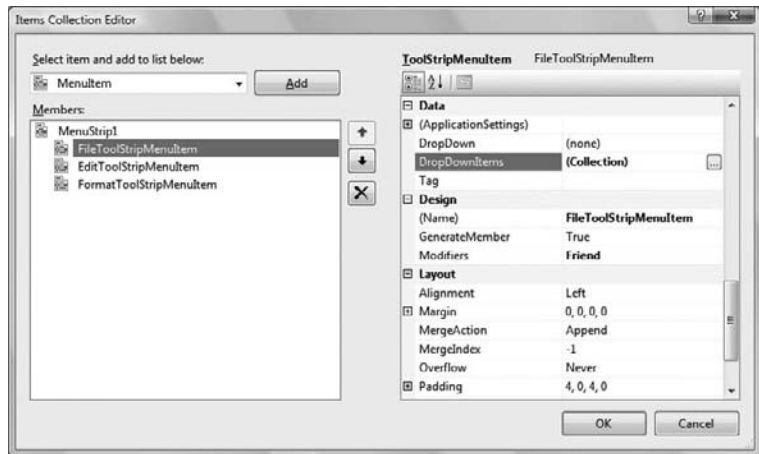 Items Collection Editor
Select item and add to list below:
MenuItem
Add
Members:
MenuStrip1
FileToolStripMenuItem
EditToolStripMenuItem
FormatToolStripMenuItem
ToolStripMenuItem FileToolStripMenuItem
Data
(ApplicationSettings)
DropDown (none)
DropDownItems (Collection) ...
Tag
Design
(Name) FileToolStripMenuItem
GenerateMember True
Modifiers Friend
Layout
Alignment Left
Margin 0, 0, 0, 0
MergeAction Append
MergeIndex -1
Overflow Never
Padding 4, 0, 4, 0
OK Cancel